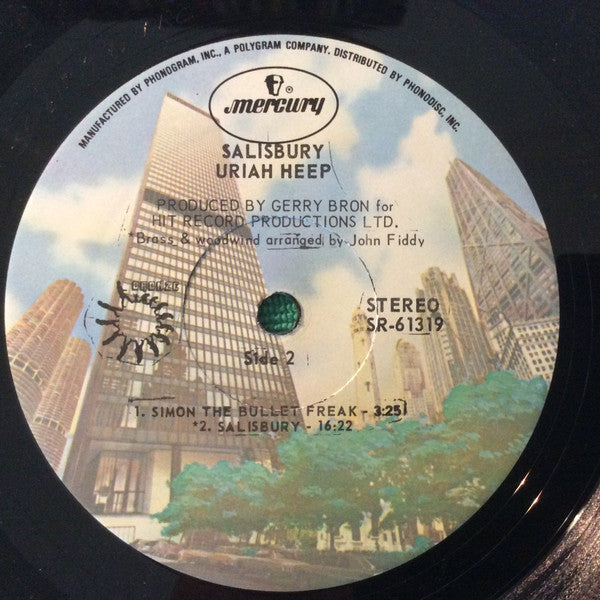 MANUFACTURED BY PHONOGRAM, INC., A POLYGRAM COMPANY. DISTRIBUTED BY PHONODISC, INC.
®
mercury
SALISBURY
URIAH HEEP
PRODUCED BY GERRY BRON for
HIT RECORD PRODUCTIONS LTD.
*Brass & woodwind arranged by John Fiddy
BRONZE
STEREO
SR-61319
Side 2
1. SIMON THE BULLET FREAK - 3:25
*2. SALISBURY - 16:22